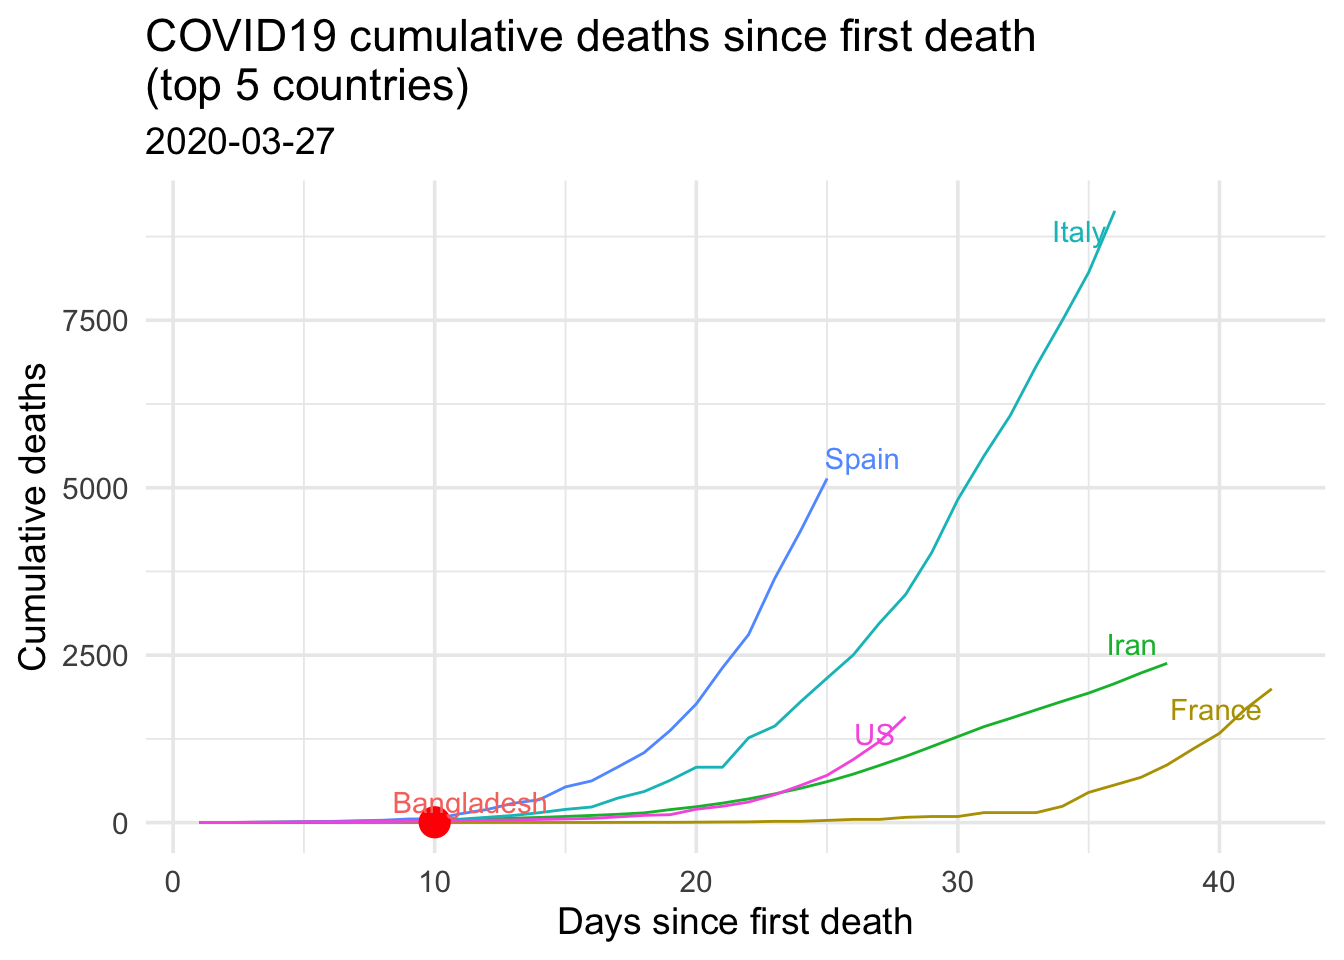 COVID19 cumulative deaths since first death
(top 5 countries)
2020-03-27
Cumulative deaths
7500
5000
2500
0
Italy
Spain
Iran
France
US
Bangladesh
0 10 20 30 40
Days since first death